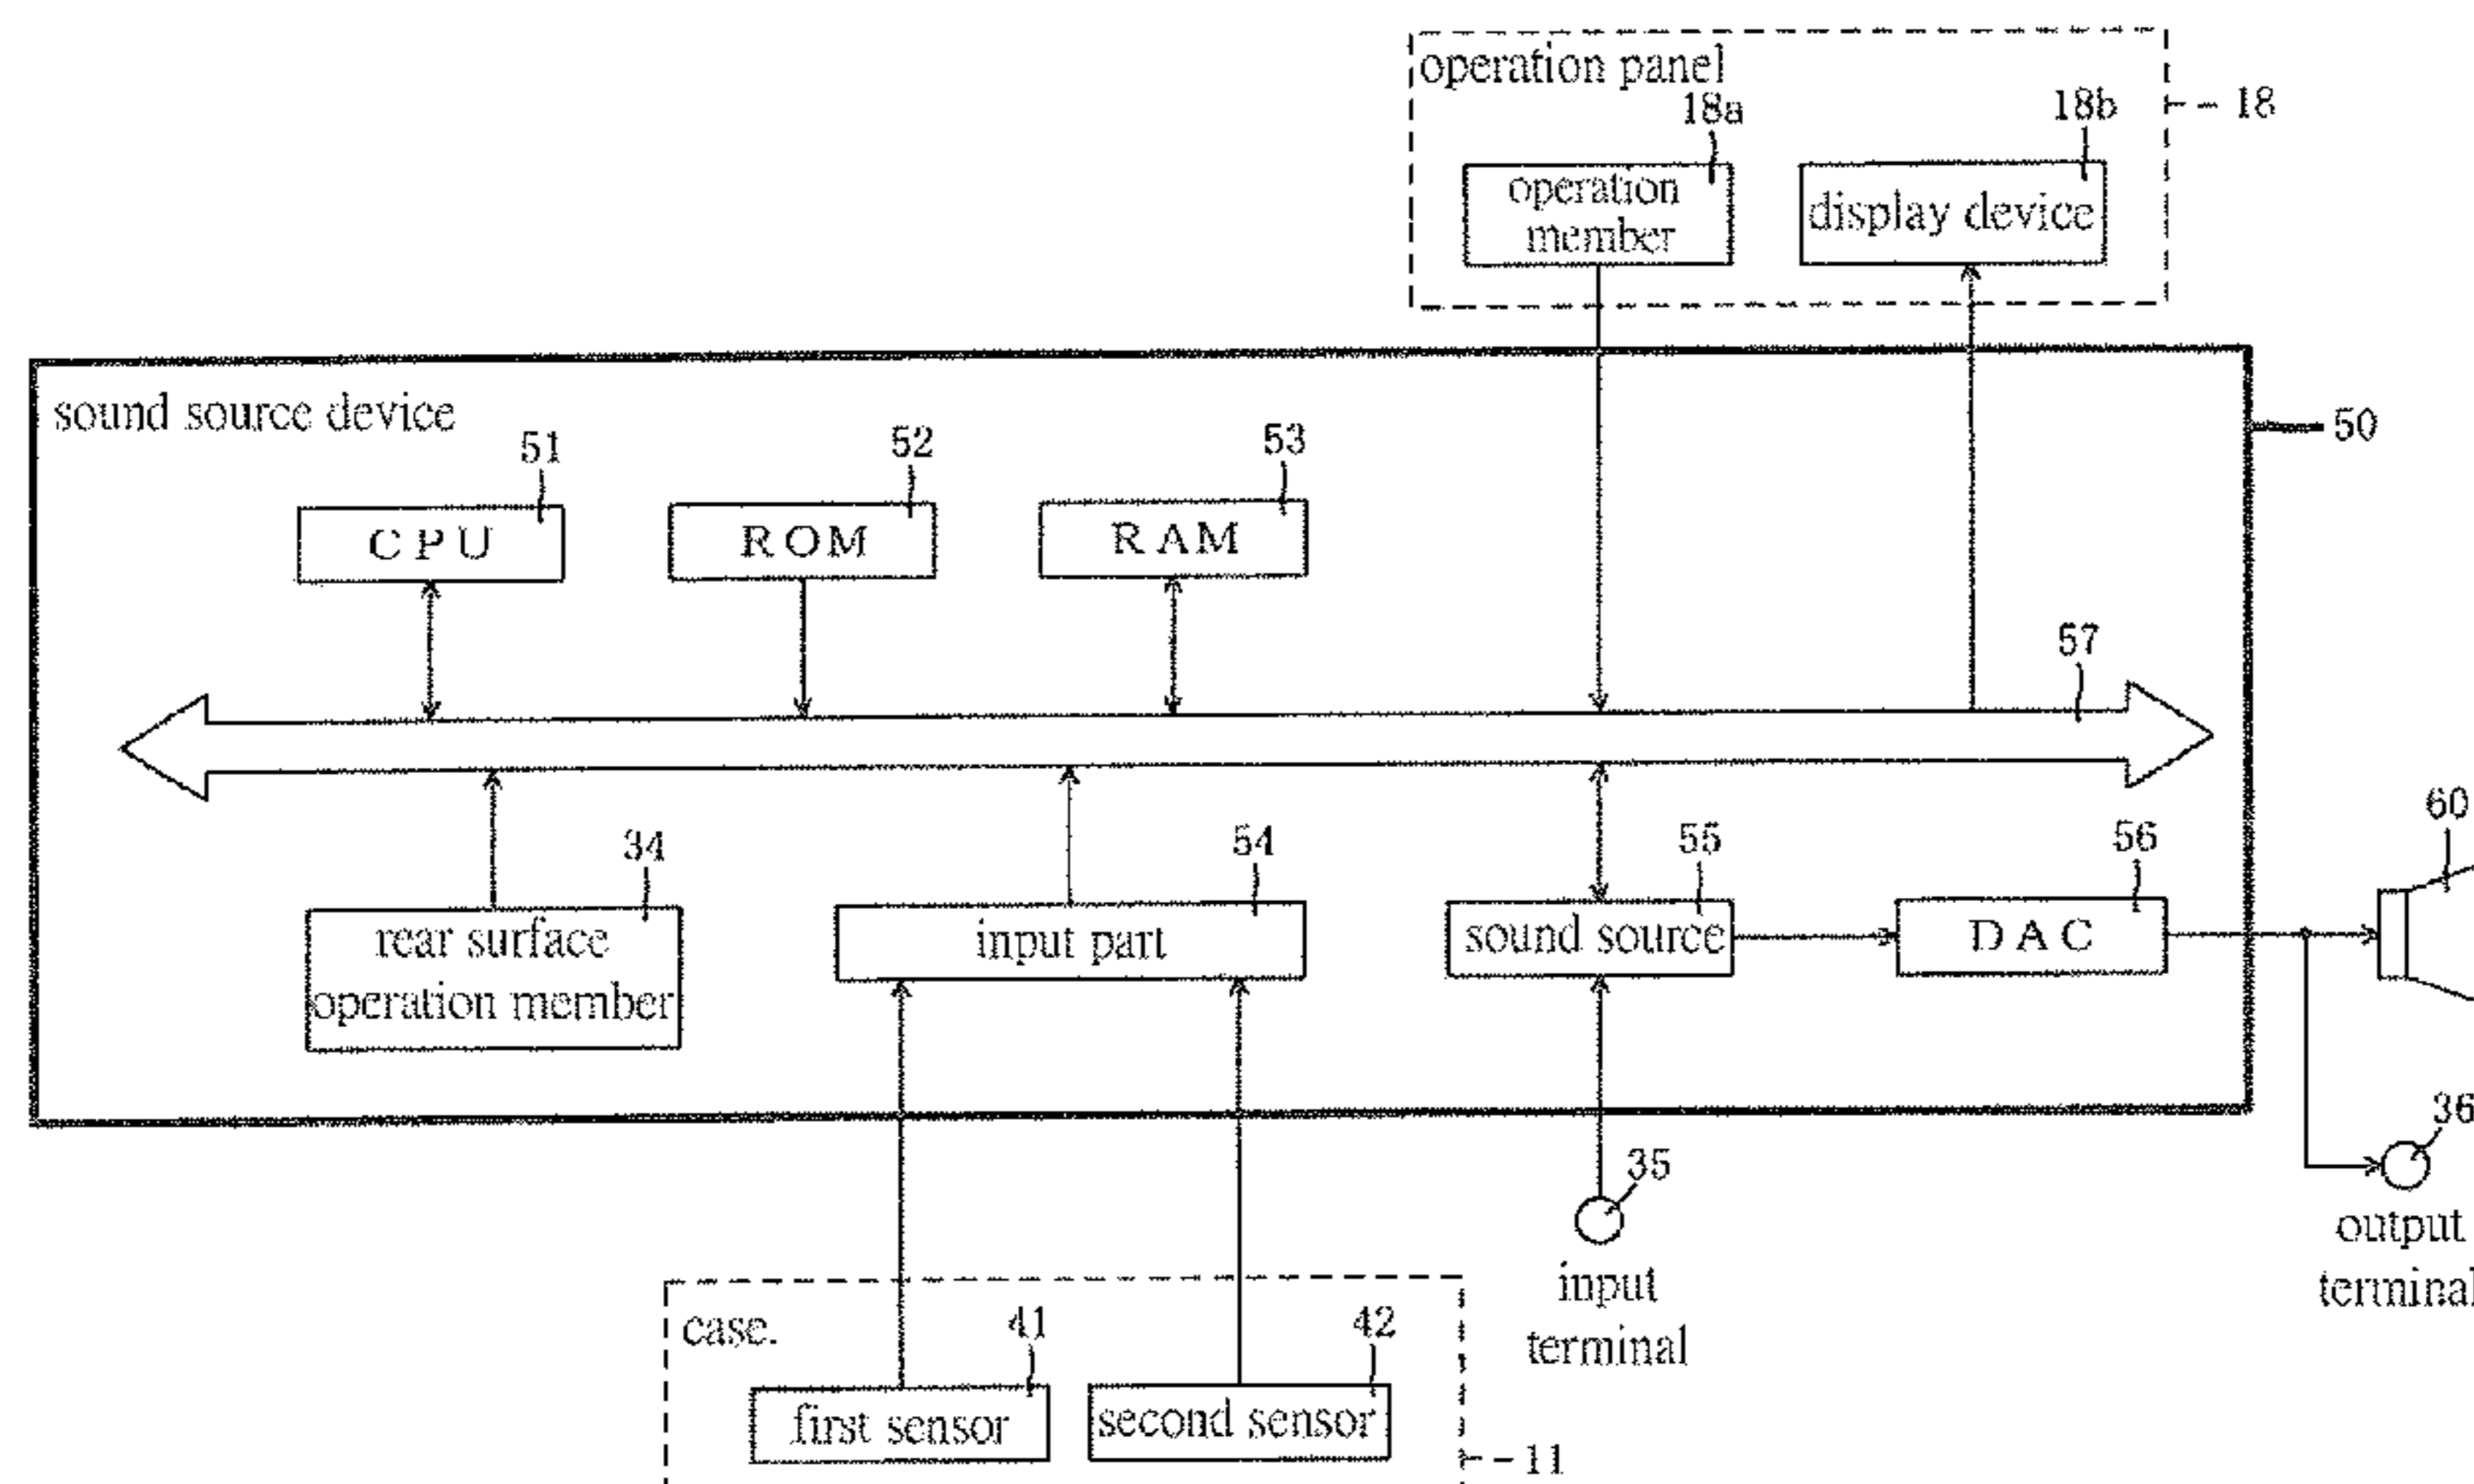 operation panel
18a
18b
18
operation
member
display device
sound source device
50
51
52
53
CPU
ROM
RAM
57
60
34
54
55
56
rear surface
operation member
input part
sound source
DAC
36
35
output
terminal
input
terminal
case.
41
42
first sensor
second sensor
11